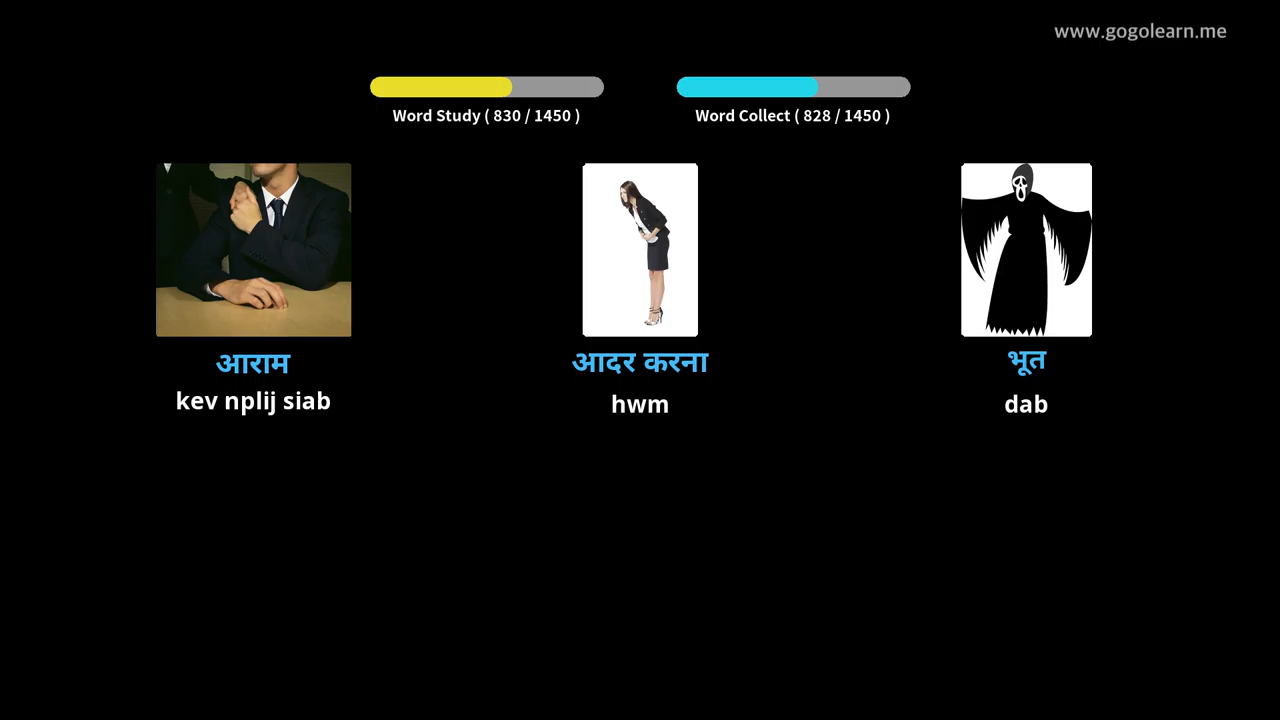 www.gogolearn.me
Word Study ( 830 / 1450 )
Word Collect ( 828 / 1450 )
आराम
kev nplij siab
आदर करना
hwm
भूत
dab